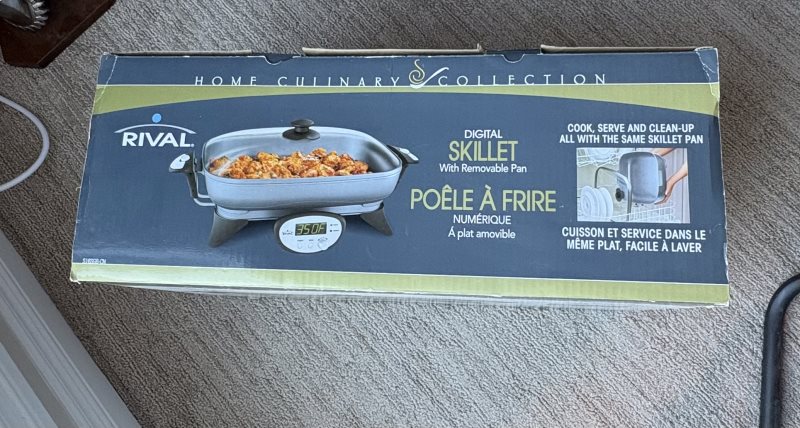 HOME CULINARY COLLECTION
RIVAL
DIGITAL
SKILLET
With Removable Pan
POÊLE À FRIRE
NUMÉRIQUE
Á plat amovible
350F
COOK, SERVE AND CLEAN-UP
ALL WITH THE SAME SKILLET PAN
CUISSON ET SERVICE DANS LE
MÊME PLAT, FACILE À LAVER